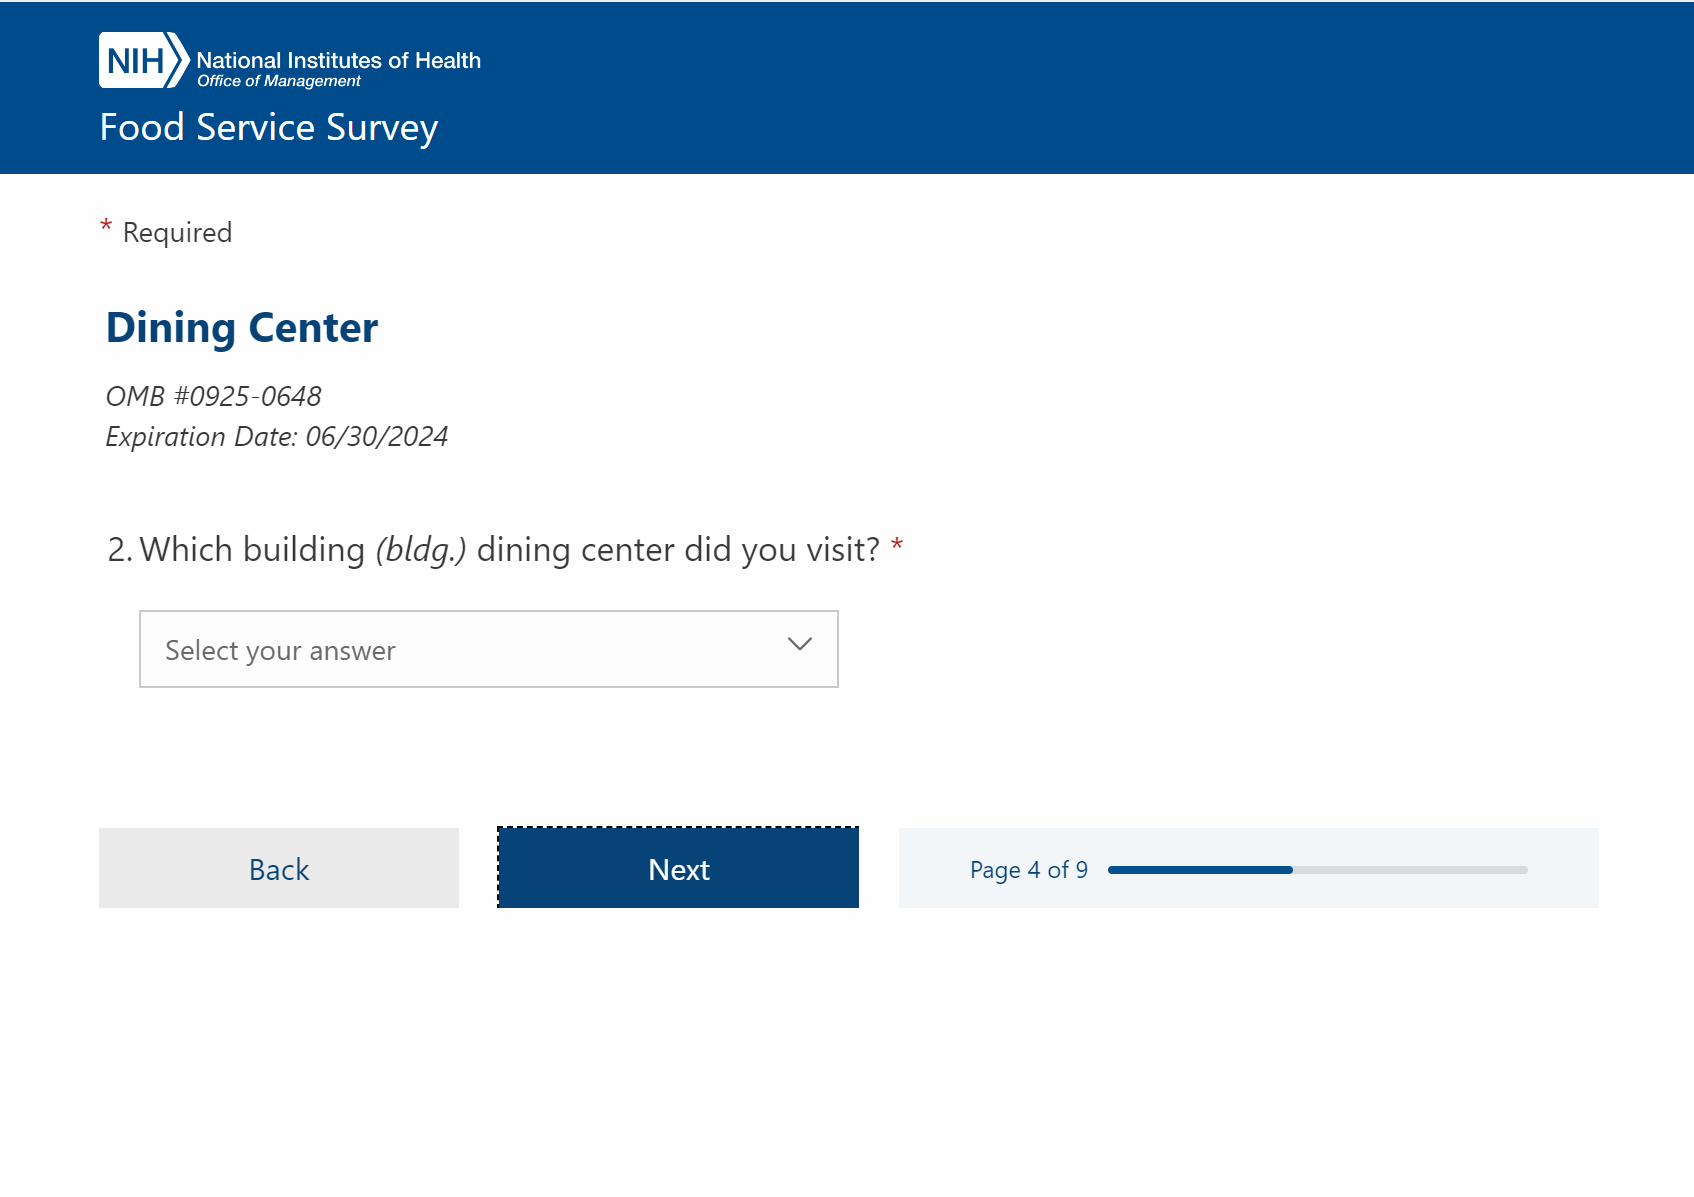 NIH National Institutes of Health
Office of Management
Food Service Survey
* Required
Dining Center
OMB #0925-0648
Expiration Date: 06/30/2024
2. Which building (bldg.) dining center did you visit? *
Select your answer
Back
Next
Page 4 of 9